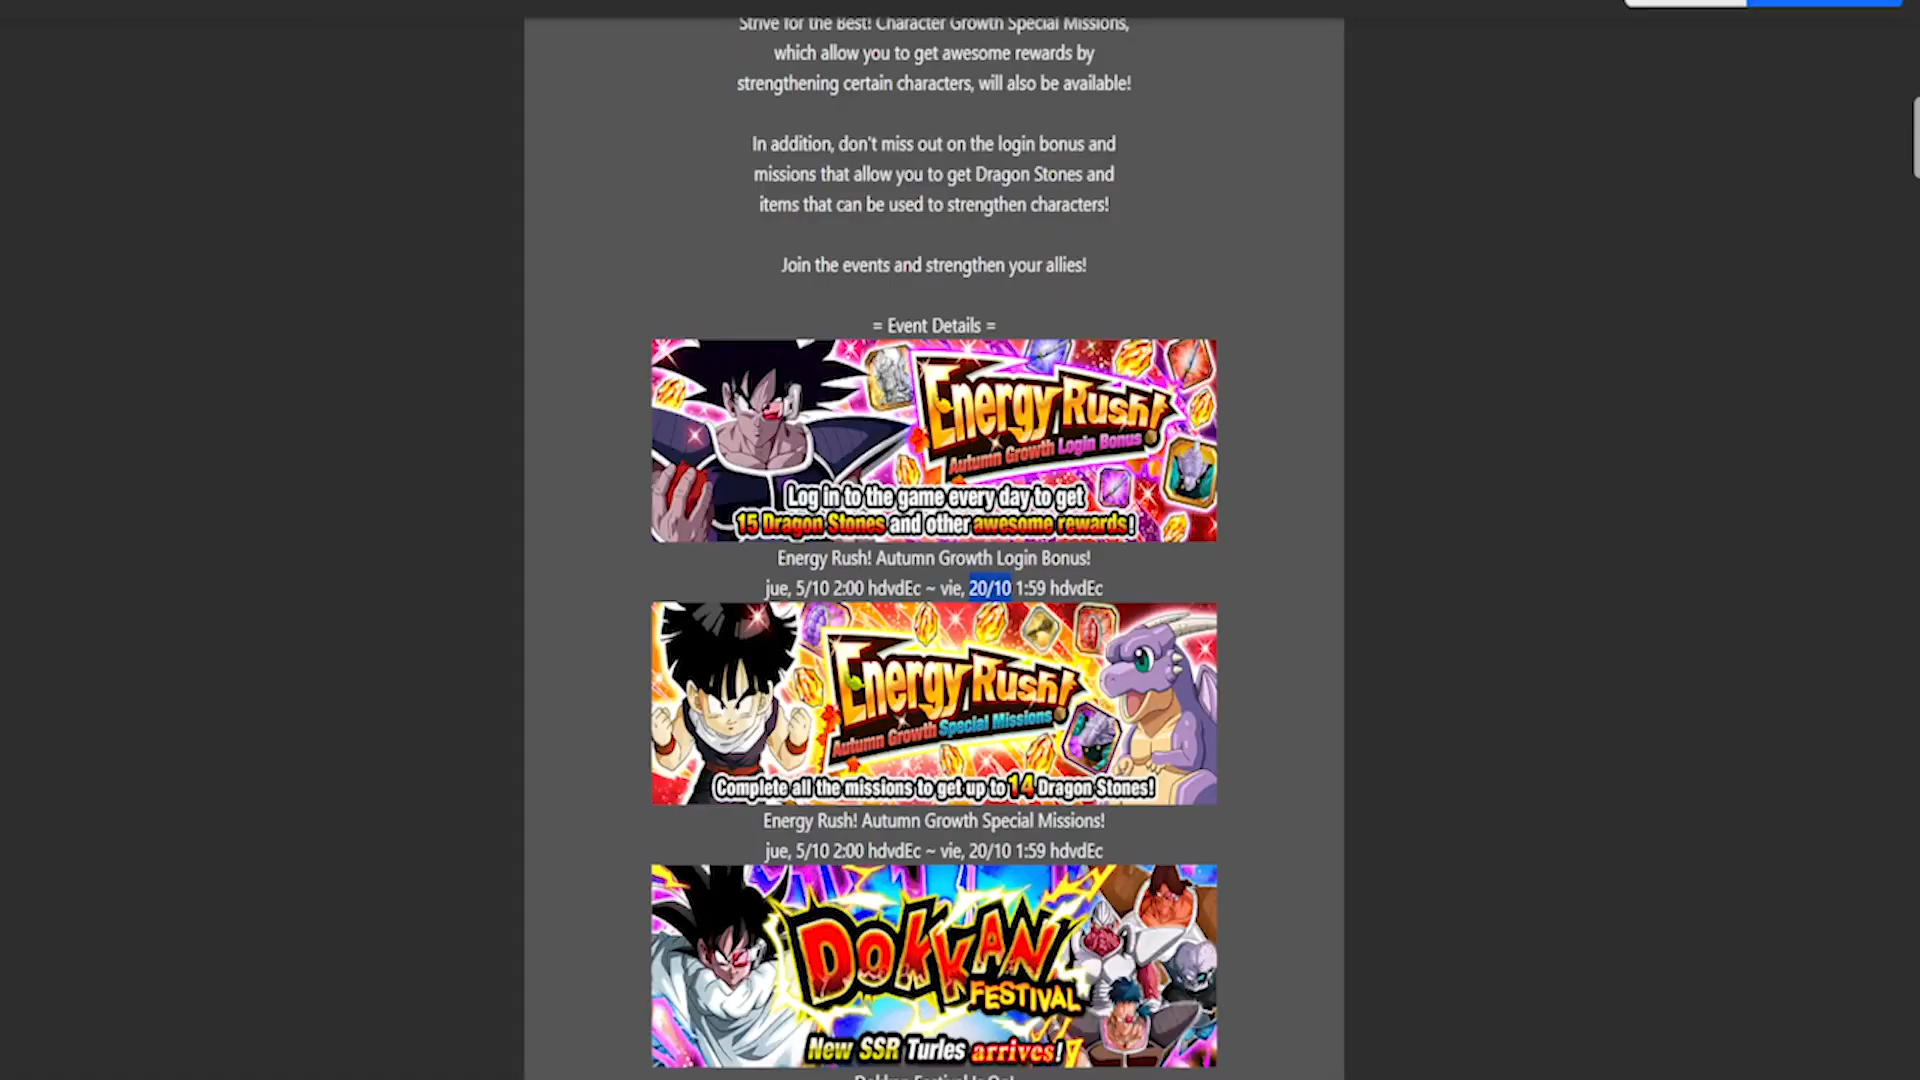 Strive for the Best! Character Growth Special Missions,
which allow you to get awesome rewards by
strengthening certain characters, will also be available!
In addition, don't miss out on the login bonus and
missions that allow you to get Dragon Stones and
items that can be used to strengthen characters!
Join the events and strengthen your allies!
= Event Details =
Energy Rush!
Autumn Growth Login Bonus
Log in to the game every day to get
15 Dragon Stones and other awesome rewards!
Energy Rush! Autumn Growth Login Bonus!
jue, 5/10 2:00 hdvdEc ~ vie, 20/10 1:59 hdvdEc
Energy Rush!
Autumn Growth Special Missions
Complete all the missions to get up to 14 Dragon Stones!
Energy Rush! Autumn Growth Special Missions!
jue, 5/10 2:00 hdvdEc ~ vie, 20/10 1:59 hdvdEc
DOKKAN
FESTIVAL
New SSR Turles arrives!